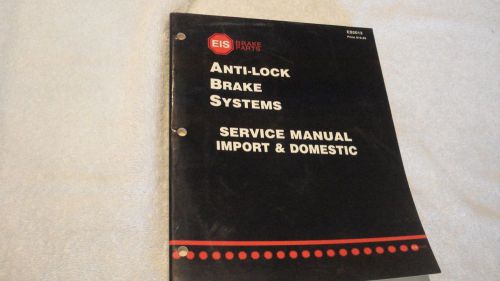 EIS BRAKE
PARTS
ANTI-LOCK
BRAKE
SYSTEMS
SERVICE MANUAL
IMPORT & DOMESTIC